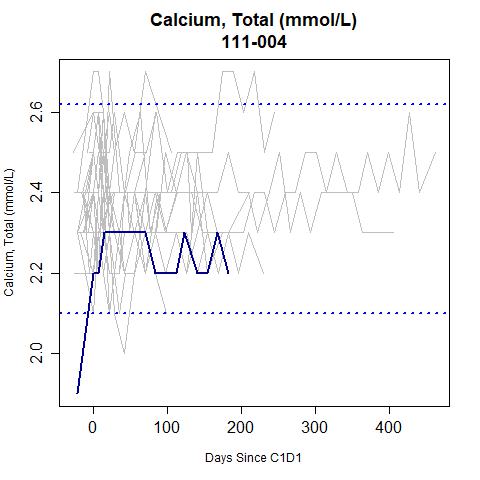 Calcium, Total (mmol/L)
111-004
Calcium, Total (mmol/L)
2.6
2.4
2.2
2.0
0 100 200 300 400
Days Since C1D1